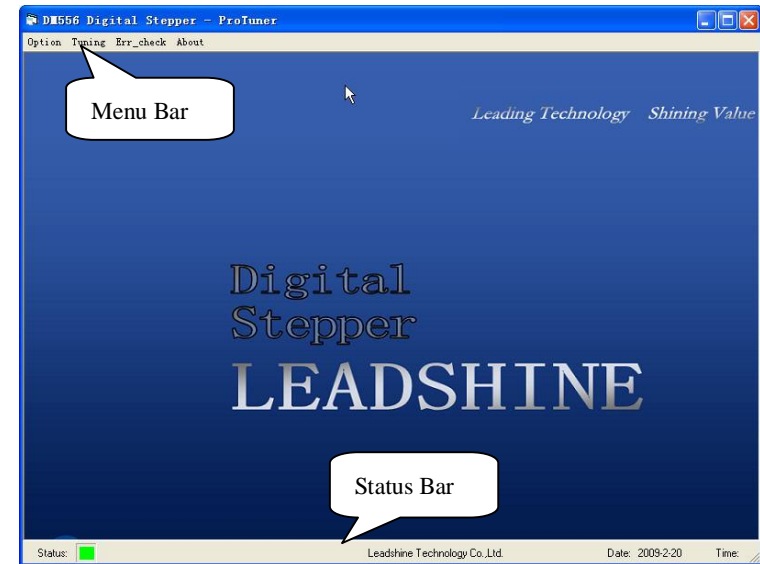 DM556 Digital Stepper - ProTuner
Option Tuning Err_check About
Menu Bar
Leading Technology Shining Value
Digital
Stepper
LEADSHINE
Status Bar
Status: Leadshine Technology Co.,Ltd. Date: 2009-2-20 Time: